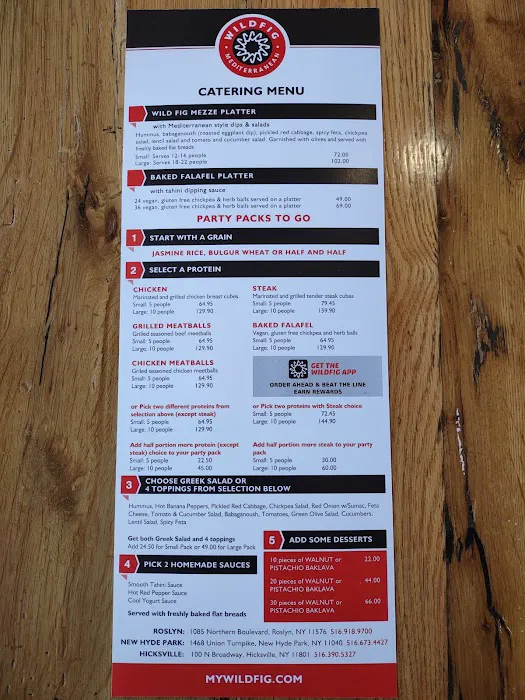 WILDFIG
MEDITERRANEAN
CATERING MENU
WILD FIG MEZZE PLATTER
with Mediterranean style dips & salads
Hummus, babaganoush (roasted eggplant dip), pickled red cabbage, spicy feta, chickpea
salad, lentil salad and tomato and cucumber salad. Garnished with olives and served with
freshly baked flat breads
Small: Serves 12-16 people 72.00
Large: Serves 18-22 people 102.00
BAKED FALAFEL PLATTER
with tahini dipping sauce
24 vegan, gluten free chickpea & herb balls served on a platter 49.00
36 vegan, gluten free chickpea & herb balls served on a platter 69.00
PARTY PACKS TO GO
1 START WITH A GRAIN
JASMINE RICE, BULGUR WHEAT OR HALF AND HALF
2 SELECT A PROTEIN
CHICKEN
Marinated and grilled chicken breast cubes
Small: 5 people 64.95
Large: 10 people 129.90
STEAK
Marinated and grilled tender steak cubes
Small: 5 people 79.45
Large: 10 people 159.90
GRILLED MEATBALLS
Grilled seasoned beef meatballs
Small: 5 people 64.95
Large: 10 people 129.90
BAKED FALAFEL
Vegan, gluten free chickpea and herb balls
Small: 5 people 64.95
Large: 10 people 129.90
CHICKEN MEATBALLS
Grilled seasoned chicken meatballs
Small: 5 people 64.95
Large: 10 people 129.90
GET THE
WILDFIG APP
ORDER AHEAD & BEAT THE LINE
EARN REWARDS
or Pick two different proteins from
selection above (except steak)
Small: 5 people 64.95
Large: 10 people 129.90
or Pick two proteins with Steak choice
Small: 5 people 72.45
Large: 10 people 144.90
Add half portion more protein (except
steak) choice to your party pack
Small: 5 people 22.50
Large: 10 people 45.00
Add half portion more steak to your party
pack
Small: 5 people 30.00
Large: 10 people 60.00
3 CHOOSE GREEK SALAD OR
4 TOPPINGS FROM SELECTION BELOW
Hummus, Hot Banana Peppers, Pickled Red Cabbage, Chickpea Salad, Red Onion w/Sumac, Feta
Cheese, Tomato & Cucumber Salad, Babaganoush, Tomatoes, Green Olive Salad, Cucumbers,
Lentil Salad, Spicy Feta
Get both Greek Salad and 4 toppings
Add 24.50 for Small Pack or 49.00 for Large Pack
4 PICK 2 HOMEMADE SAUCES
Smooth Tahini Sauce
Hot Red Pepper Sauce
Cool Yogurt Sauce
Served with freshly baked flat breads
5 ADD SOME DESSERTS
10 pieces of WALNUT or 22.00
PISTACHIO BAKLAVA
20 pieces of WALNUT or 44.00
PISTACHIO BAKLAVA
30 pieces of WALNUT or 66.00
PISTACHIO BAKLAVA
ROSLYN: 1085 Northern Boulevard, Roslyn, NY 11576 516.918.9700
NEW HYDE PARK: 1468 Union Turnpike, New Hyde Park, NY 11040 516.673.4427
HICKSVILLE: 100 N Broadway, Hicksville, NY 11801 516.390.5327
MYWILDFIG.COM